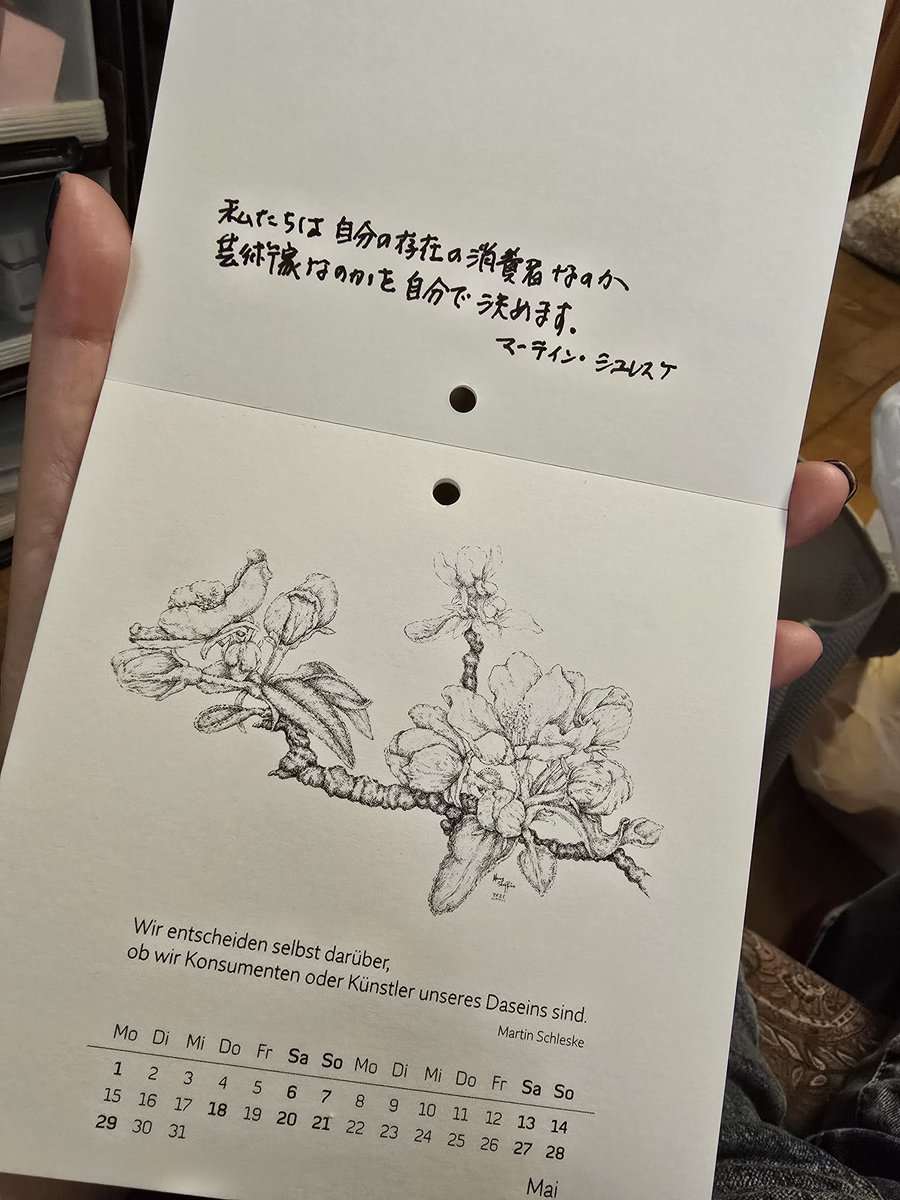 私たちは自分の存在の消費者なのか
芸術家なのかを自分で決めます。
マーティン・シュレスケ
2021
Wir entscheiden selbst darüber,
ob wir Konsumenten oder Künstler unseres Daseins sind.
Martin Schleske
Mo Di Mi Do Fr Sa So Mo Di Mi Do Fr Sa So
1 2 3 4 5 6 7 8 9 10 11 12 13 14
15 16 17 18 19 20 21 22 23 24 25 26 27 28
29 30 31
Mai